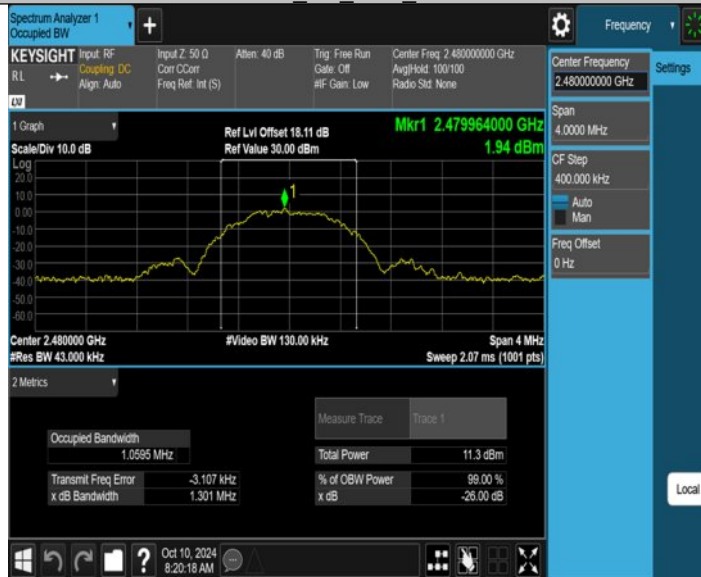 Spectrum Analyzer 1
Occupied BW
+
Frequency
KEYSIGHT
RL
LXI
Input: RF
Coupling: DC
Align: Auto
Input Z: 50 Ω
Corr CCorr
Freq Ref: Int (S)
Atten: 40 dB
Trig: Free Run
Gate: Off
#IF Gain: Low
Center Freq: 2.480000000 GHz
Avg|Hold: 100/100
Radio Std: None
Center Frequency
2.480000000 GHz
Settings
Span
4.0000 MHz
CF Step
400.000 kHz
Auto
Man
Freq Offset
0 Hz
Local
1 Graph
Scale/Div 10.0 dB
Ref Lvl Offset 18.11 dB
Ref Value 30.00 dBm
Mkr1 2.479964000 GHz
1.94 dBm
Log
20.0
10.0
0.00
-10.0
-20.0
-30.0
-40.0
-50.0
-60.0
1
Center 2.480000 GHz
#Res BW 43.000 kHz
#Video BW 130.00 kHz
Span 4 MHz
Sweep 2.07 ms (1001 pts)
2 Metrics
Measure Trace
Trace 1
Occupied Bandwidth
1.0595 MHz
Total Power
11.3 dBm
Transmit Freq Error
-3.107 kHz
% of OBW Power
99.00 %
x dB Bandwidth
1.301 MHz
x dB
-26.00 dB
?
Oct 10, 2024
8:20:18 AM